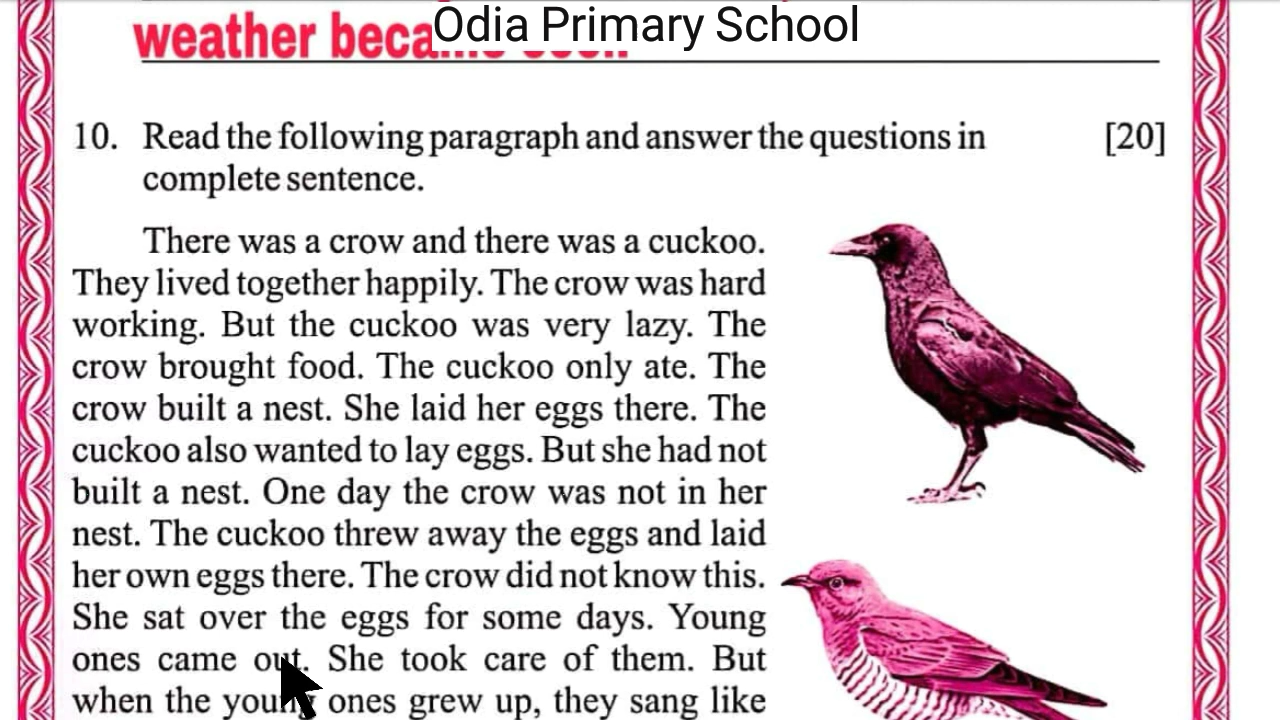 Odia Primary School
weather
10. Read the following paragraph and answer the questions in [20]
complete sentence.
There was a crow and there was a cuckoo.
They lived together happily. The crow was hard
working. But the cuckoo was very lazy. The
crow brought food. The cuckoo only ate. The
crow built a nest. She laid her eggs there. The
cuckoo also wanted to lay eggs. But she had not
built a nest. One day the crow was not in her
nest. The cuckoo threw away the eggs and laid
her own eggs there. The crow did not know this.
She sat over the eggs for some days. Young
ones came out. She took care of them. But
when the young ones grew up, they sang like